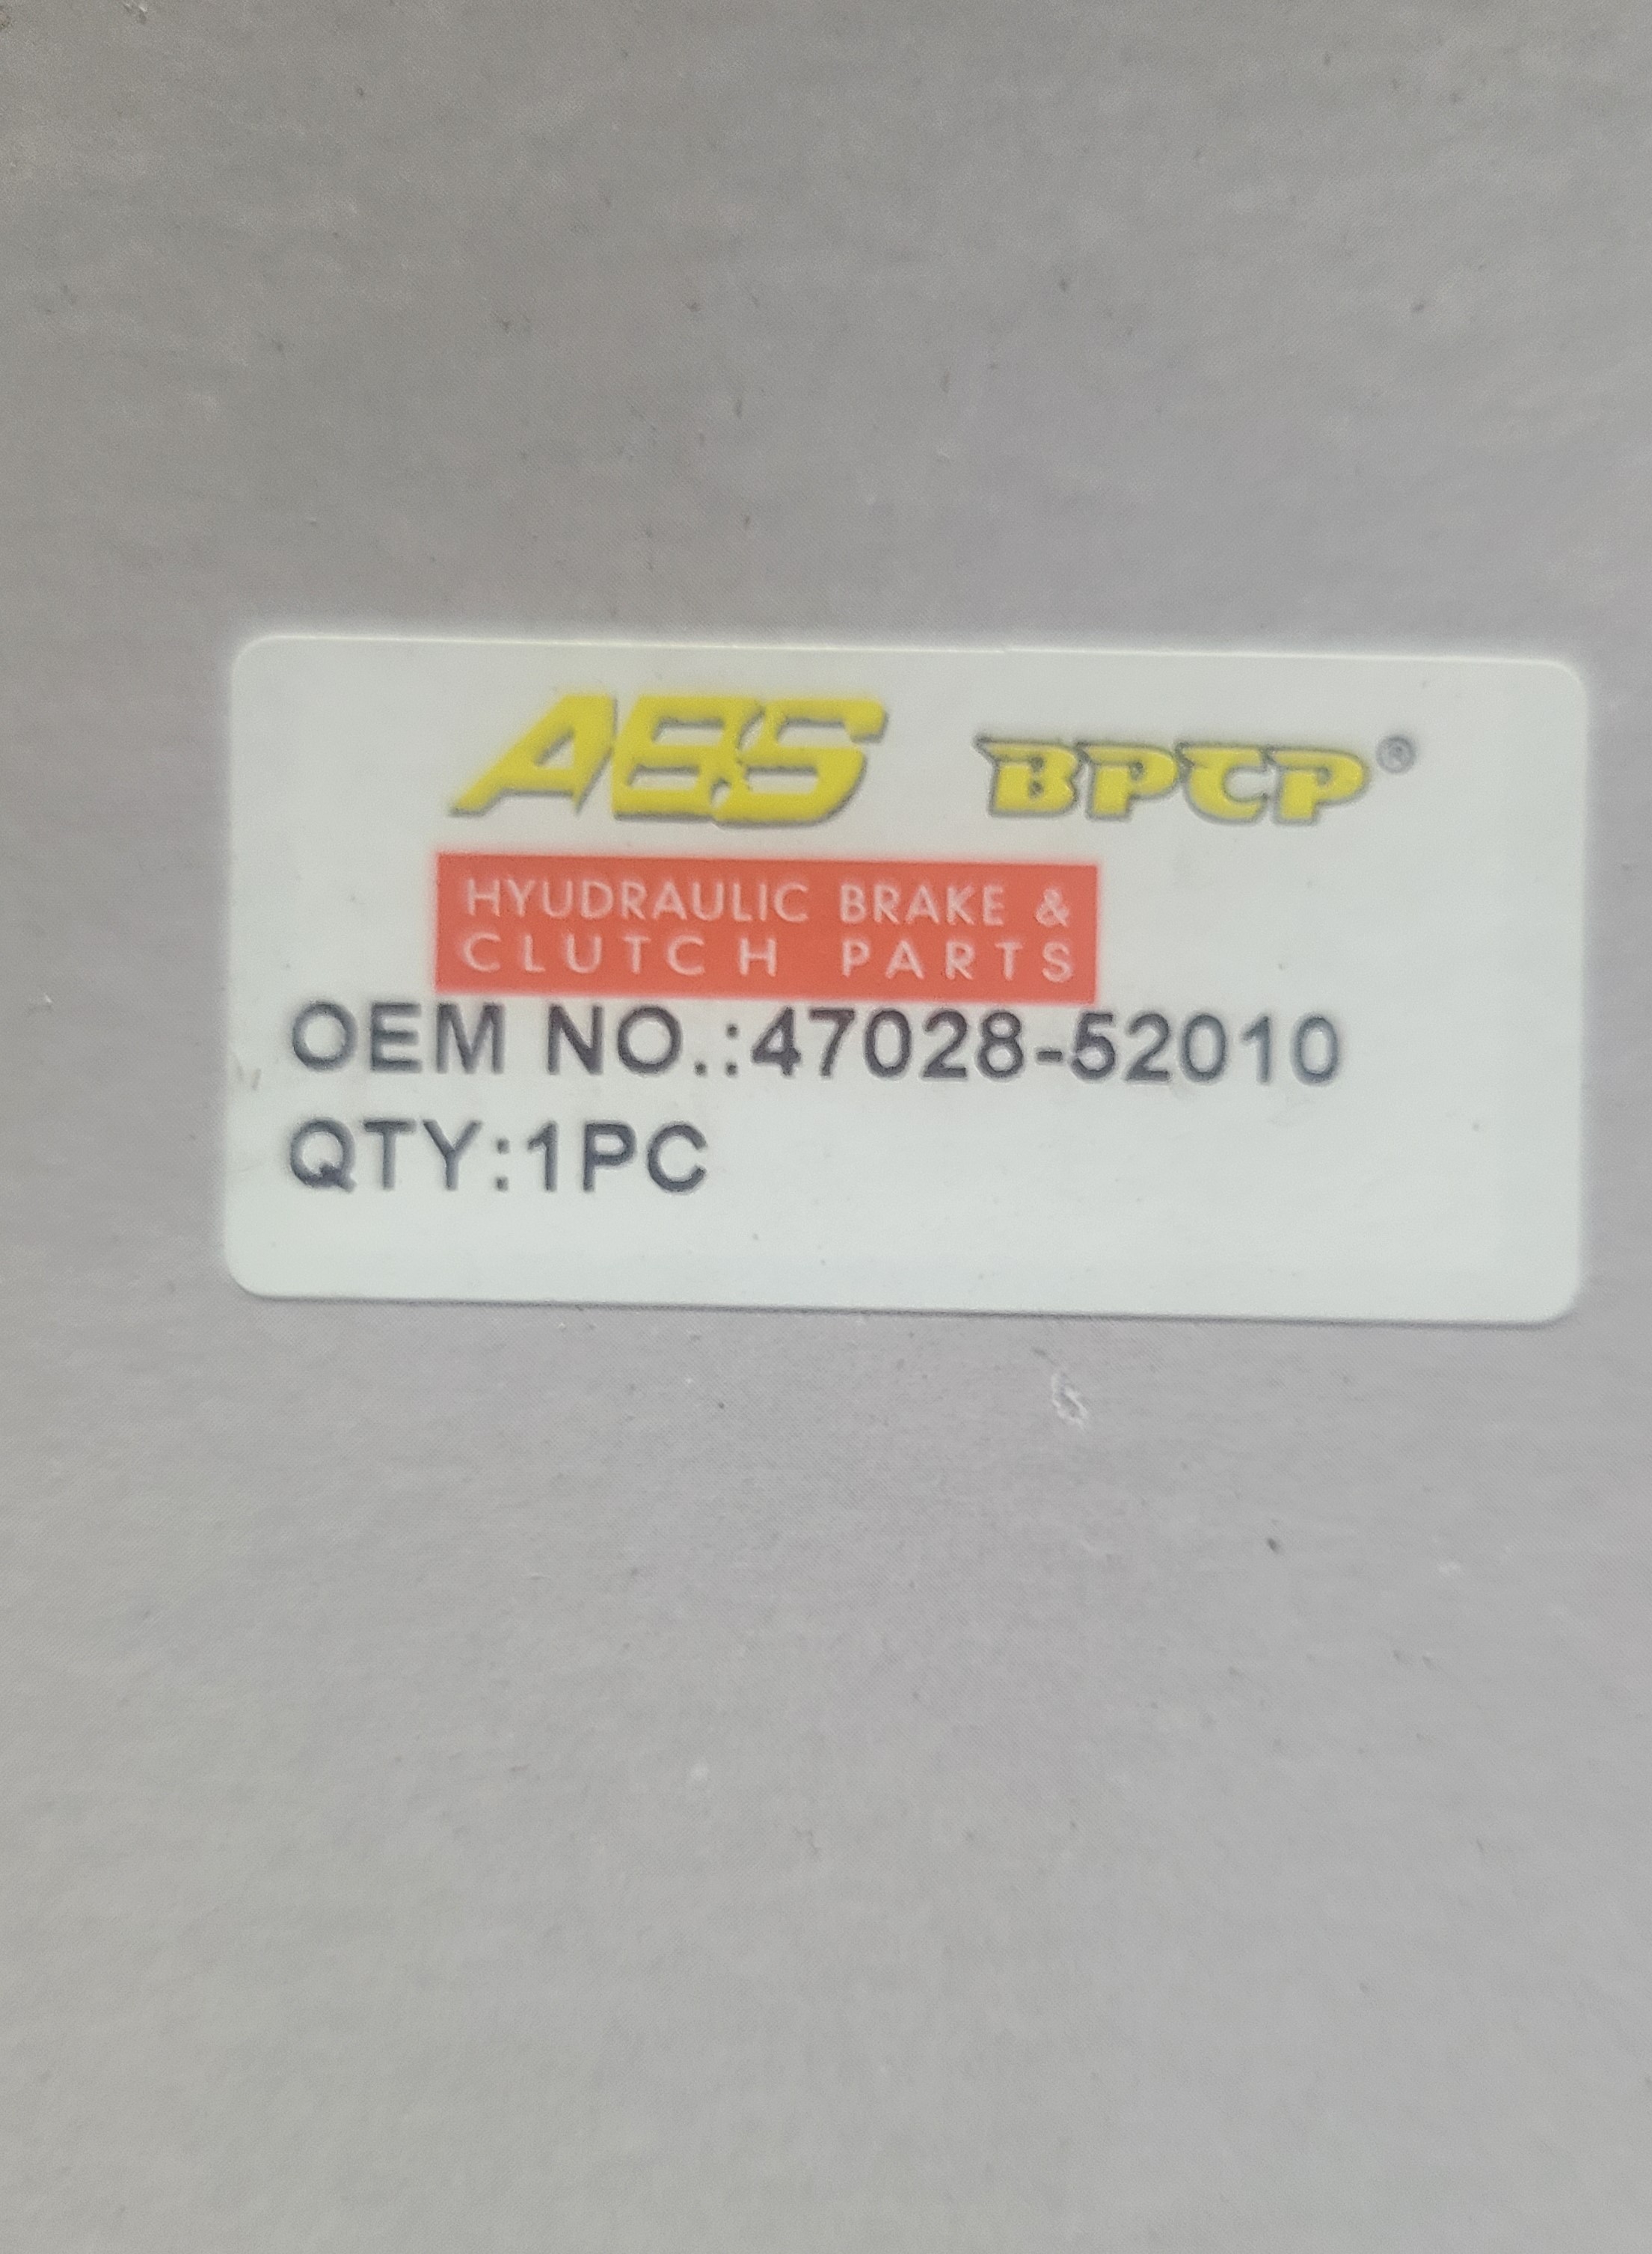 ABS BPCP®
HYUDRAULIC BRAKE &
CLUTCH PARTS
OEM NO.:47028-52010
QTY:1PC